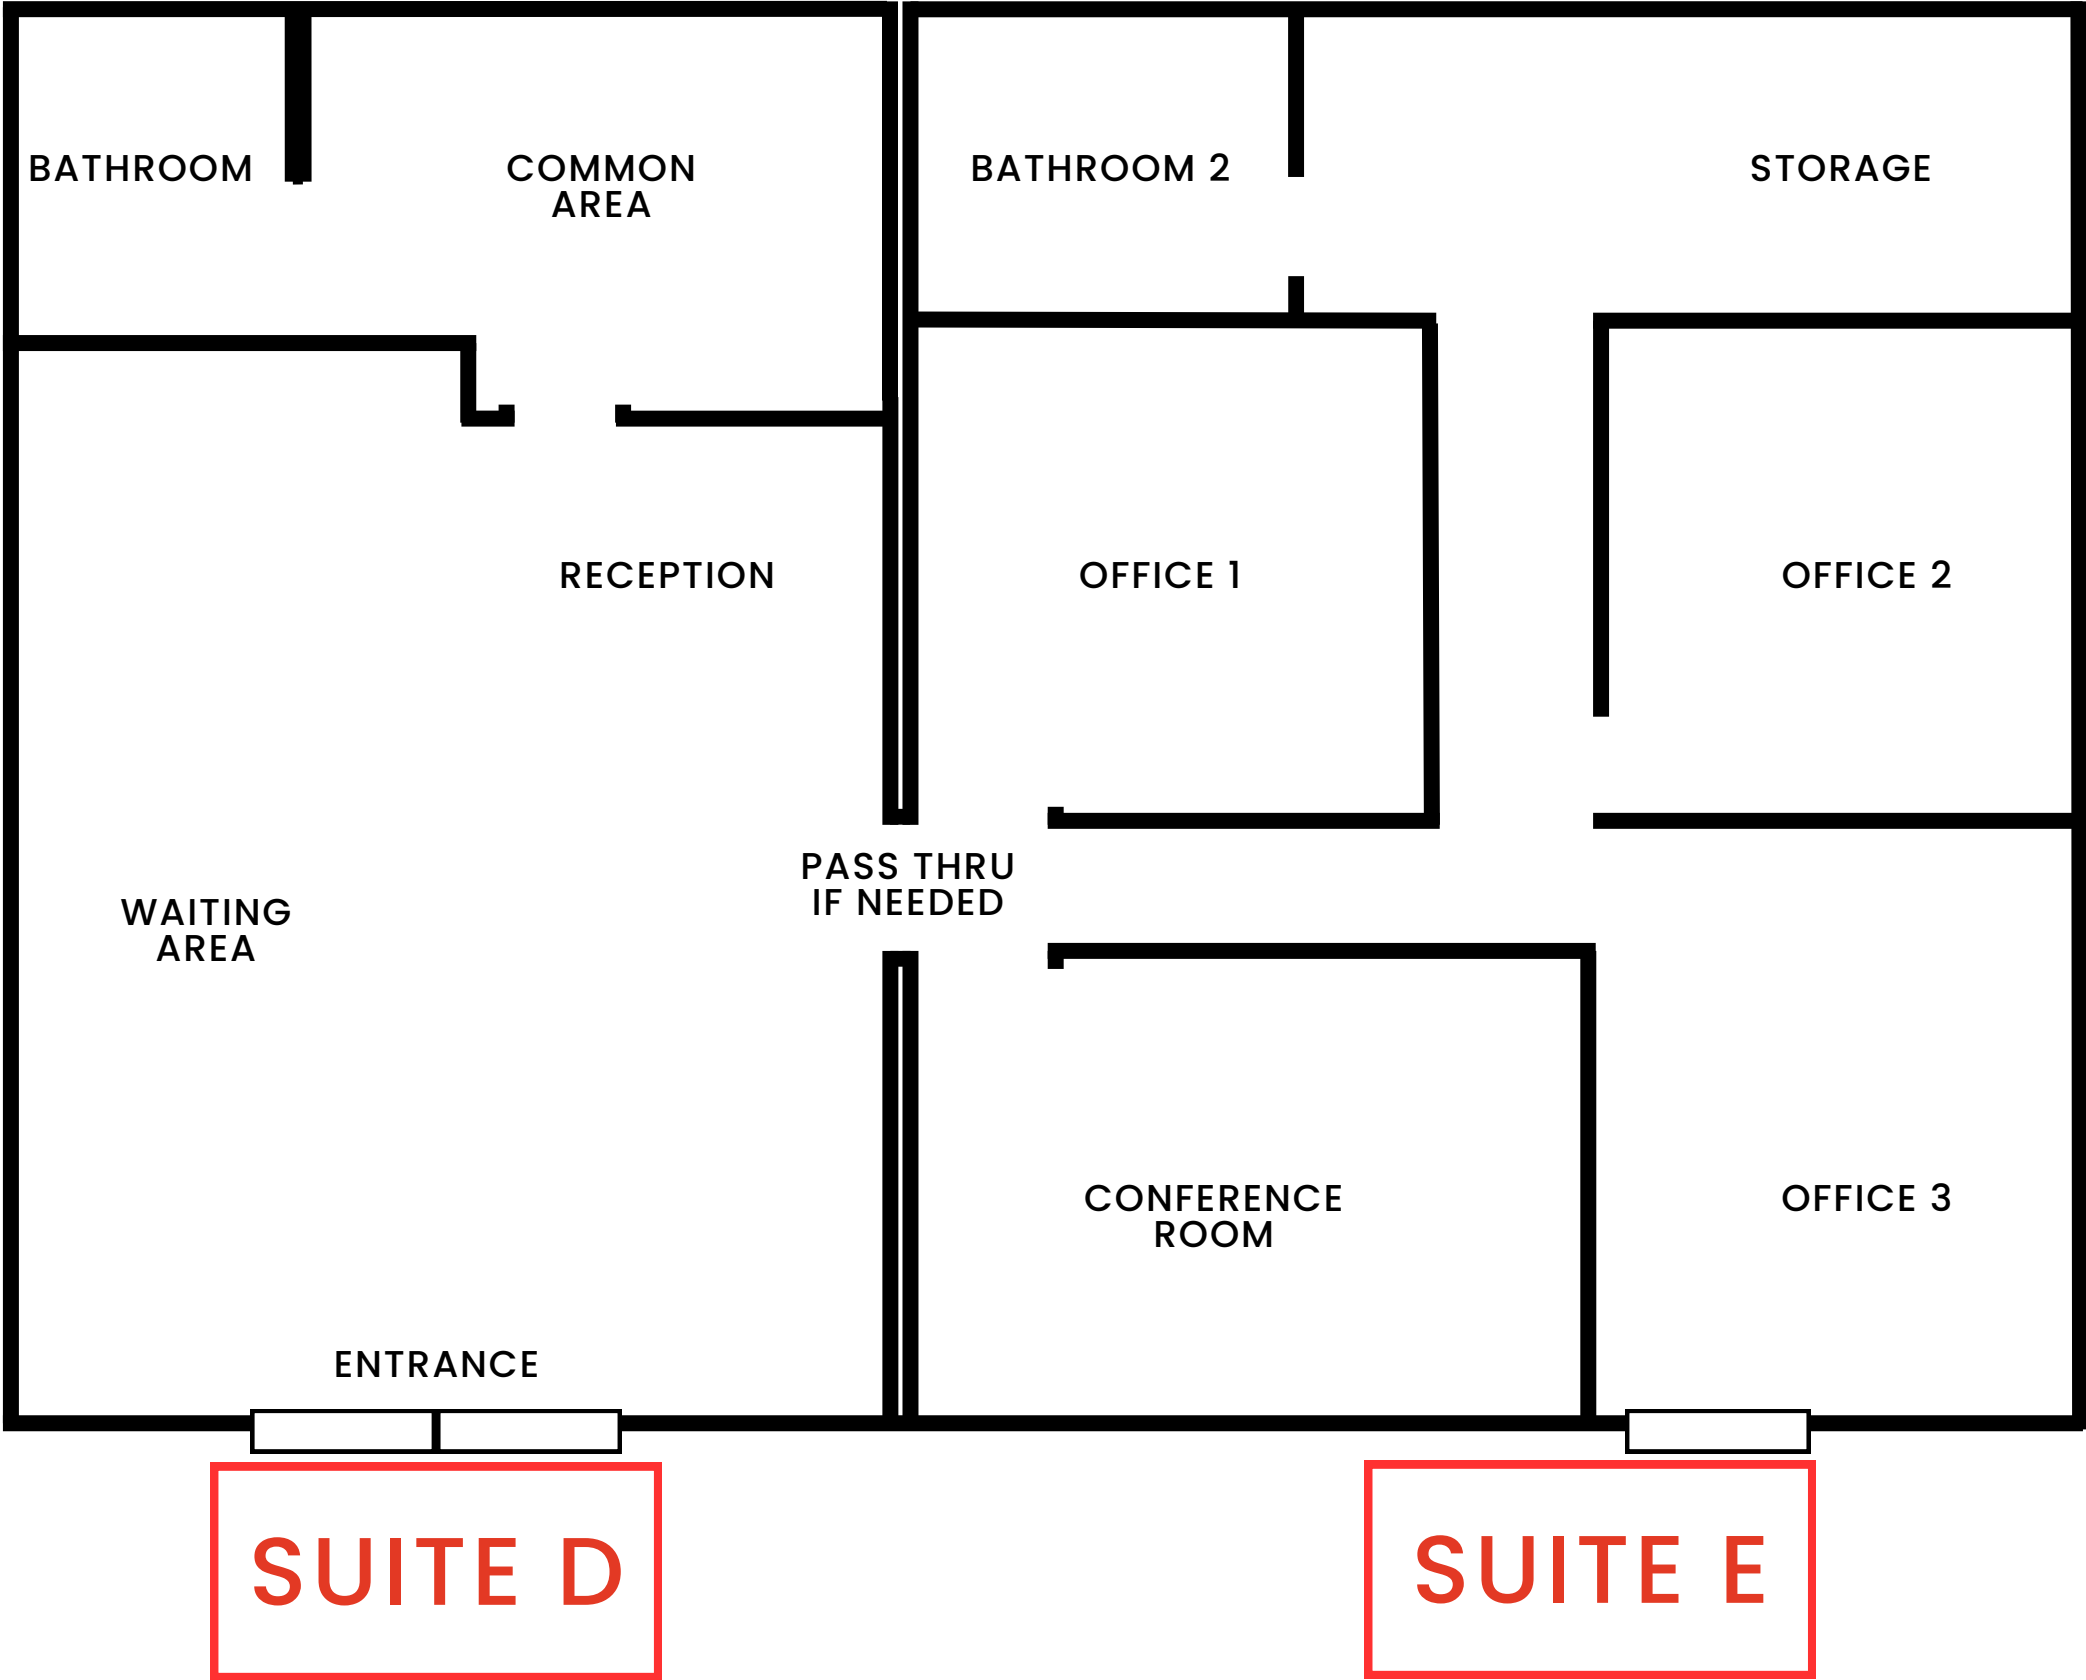 BATHROOM
COMMON
AREA
BATHROOM 2
STORAGE
RECEPTION
OFFICE 1
OFFICE 2
PASS THRU
IF NEEDED
WAITING
AREA
CONFERENCE
ROOM
OFFICE 3
ENTRANCE
SUITE D
SUITE E